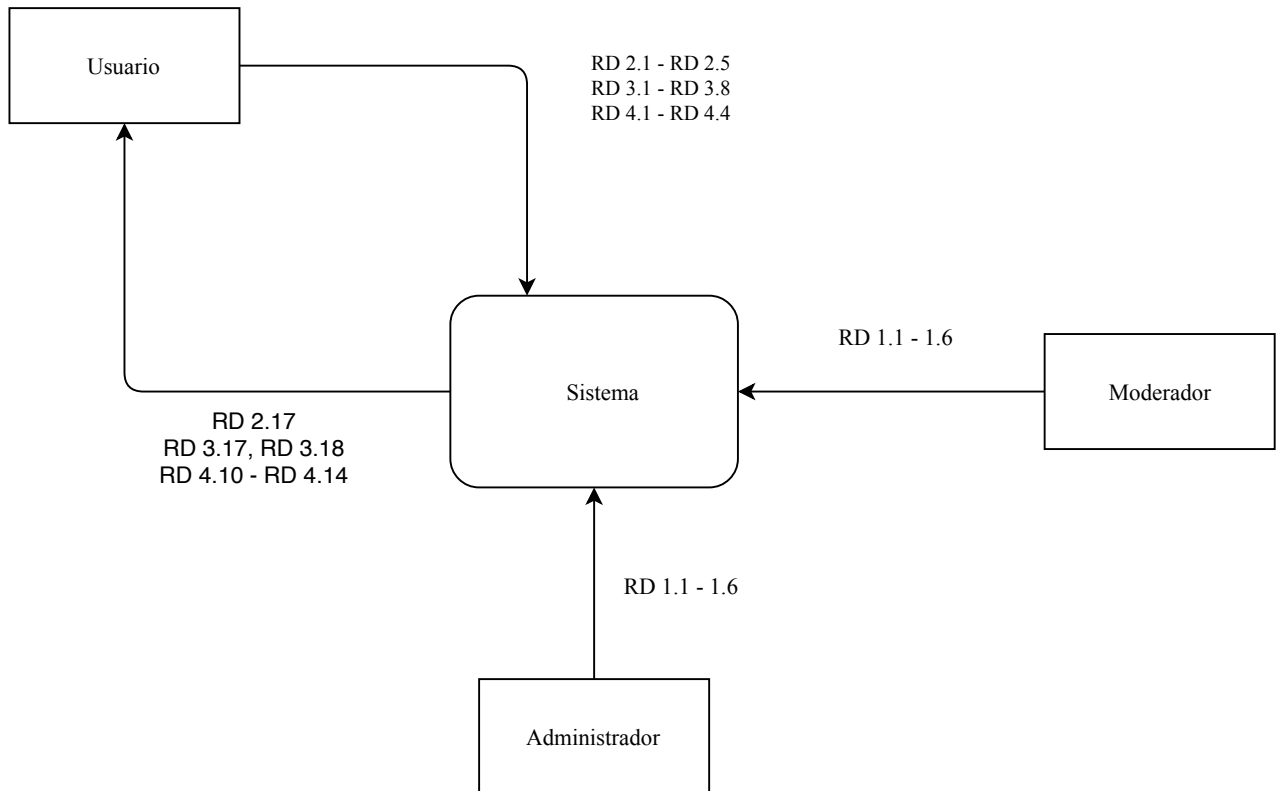 Usuario
RD 2.1 - RD 2.5
RD 3.1 - RD 3.8
RD 4.1 - RD 4.4
RD 1.1 - 1.6
Sistema
Moderador
RD 2.17
RD 3.17, RD 3.18
RD 4.10 - RD 4.14
RD 1.1 - 1.6
Administrador